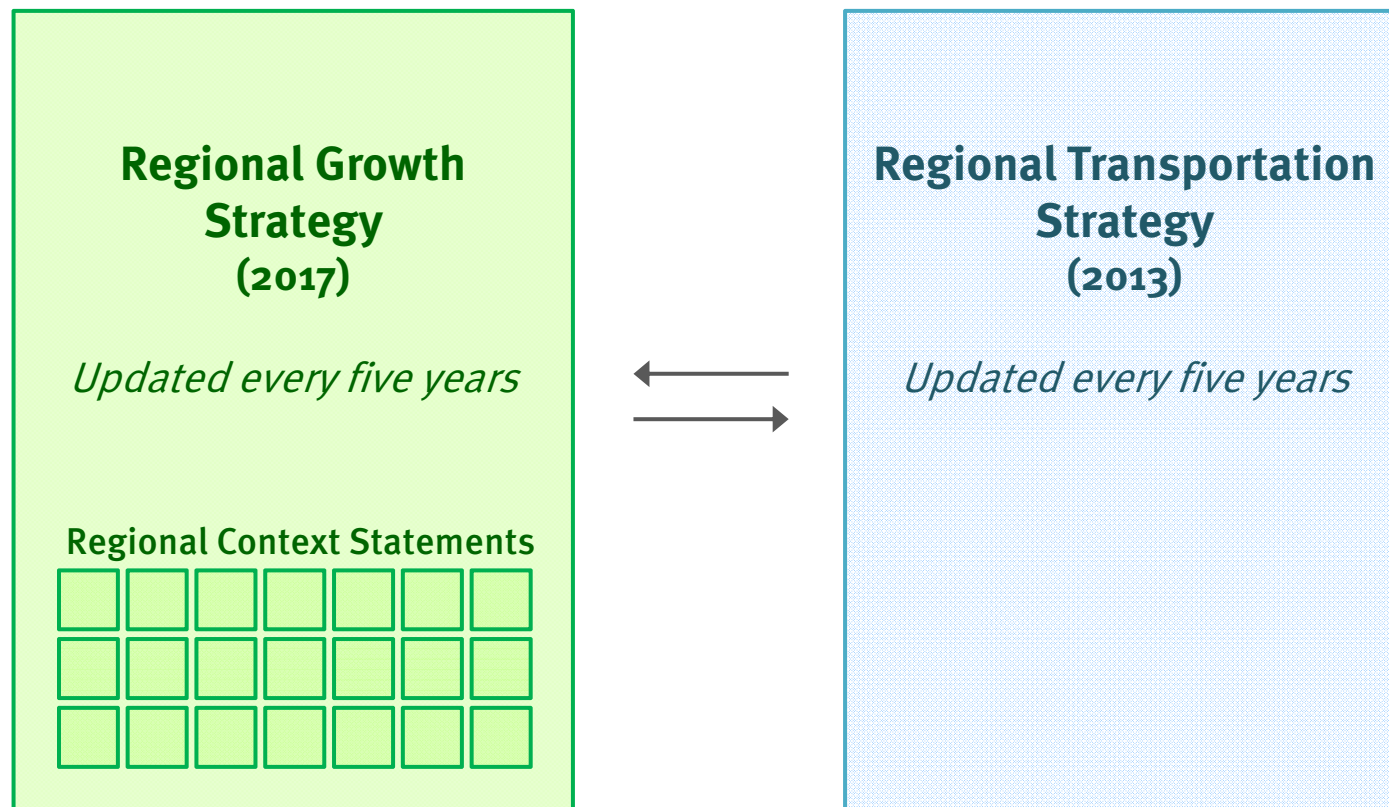 Regional Growth
Strategy
(2017)
Updated every five years
Regional Context Statements
Regional Transportation
Strategy
(2013)
Updated every five years